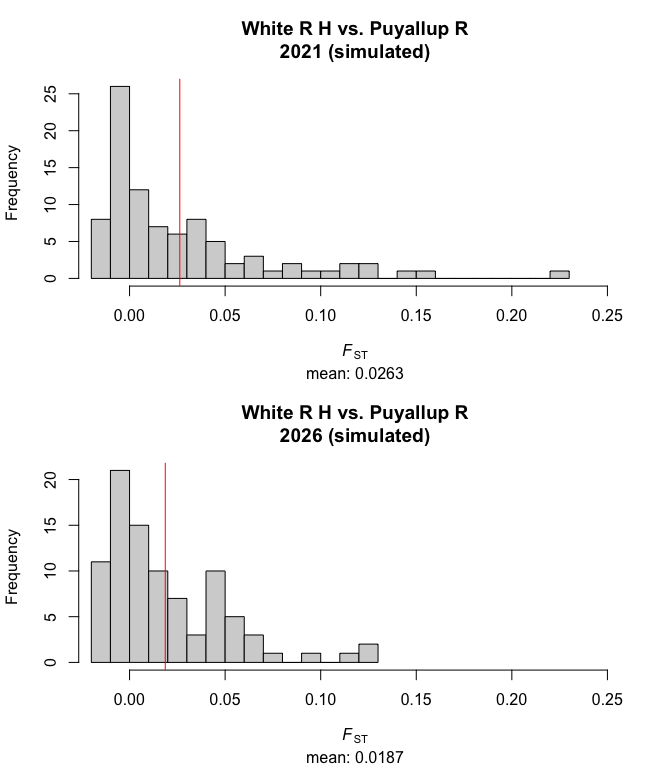 White R H vs. Puyallup R
2021 (simulated)
25
20
15
10
5
0
Frequency
0.00 0.05 0.10 0.15 0.20 0.25
FST
mean: 0.0263
White R H vs. Puyallup R
2026 (simulated)
20
15
10
5
0
Frequency
0.00 0.05 0.10 0.15 0.20 0.25
FST
mean: 0.0187